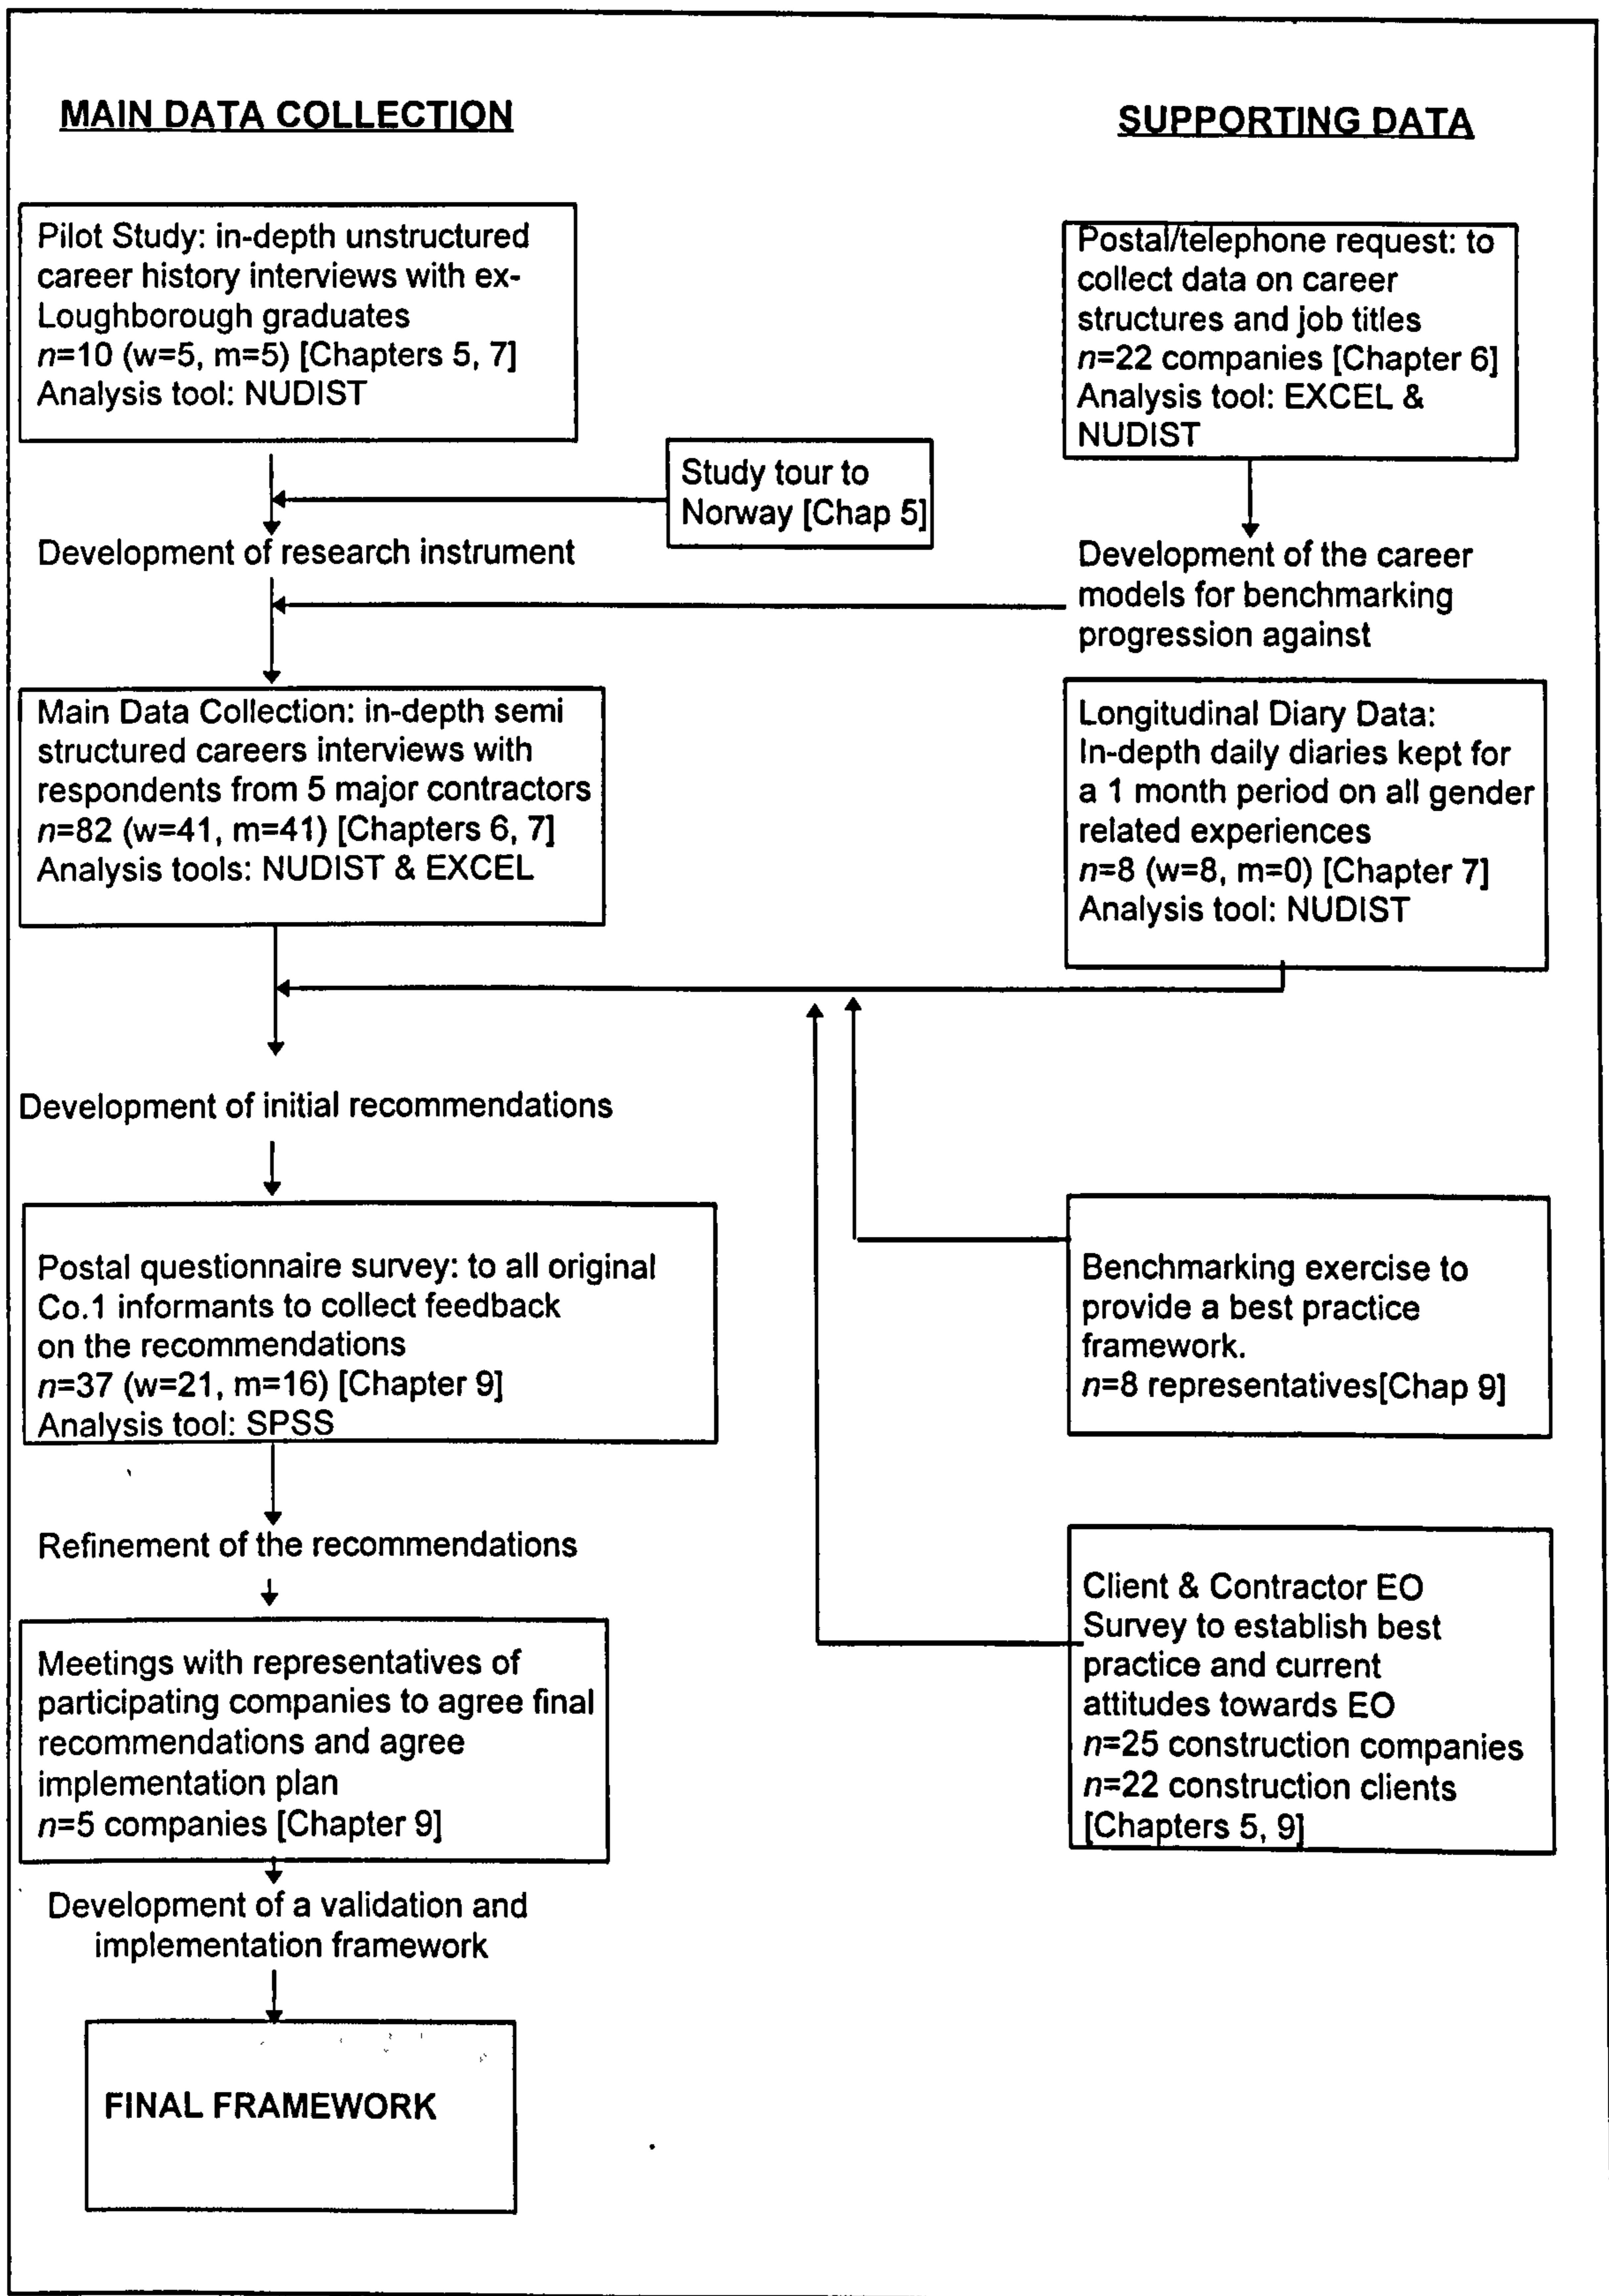 MAIN DATA COLLECTION
SUPPORTING DATA
Pilot Study: in-depth unstructured
career history interviews with ex-
Loughborough graduates
n=10 (w=5, m=5) [Chapters 5, 7]
Analysis tool: NUDIST
Postal/telephone request: to
collect data on career
structures and job titles
n=22 companies [Chapter 6]
Analysis tool: EXCEL &
NUDIST
Study tour to
Norway [Chap 5]
Development of research instrument
Development of the career
models for benchmarking
progression against
Main Data Collection: in-depth semi
structured careers interviews with
respondents from 5 major contractors
n=82 (w=41, m=41) [Chapters 6, 7]
Analysis tools: NUDIST & EXCEL
Longitudinal Diary Data:
In-depth daily diaries kept for
a 1 month period on all gender
related experiences
n=8 (w=8, m=0) [Chapter 7]
Analysis tool: NUDIST
Development of initial recommendations
Postal questionnaire survey: to all original
Co.1 informants to collect feedback
on the recommendations
n=37 (w=21, m=16) [Chapter 9]
Analysis tool: SPSS
Benchmarking exercise to
provide a best practice
framework.
n=8 representatives[Chap 9]
Refinement of the recommendations
Client & Contractor EO
Survey to establish best
practice and current
attitudes towards EO
n=25 construction companies
n=22 construction clients
[Chapters 5, 9]
Meetings with representatives of
participating companies to agree final
recommendations and agree
implementation plan
n=5 companies [Chapter 9]
Development of a validation and
implementation framework
FINAL FRAMEWORK